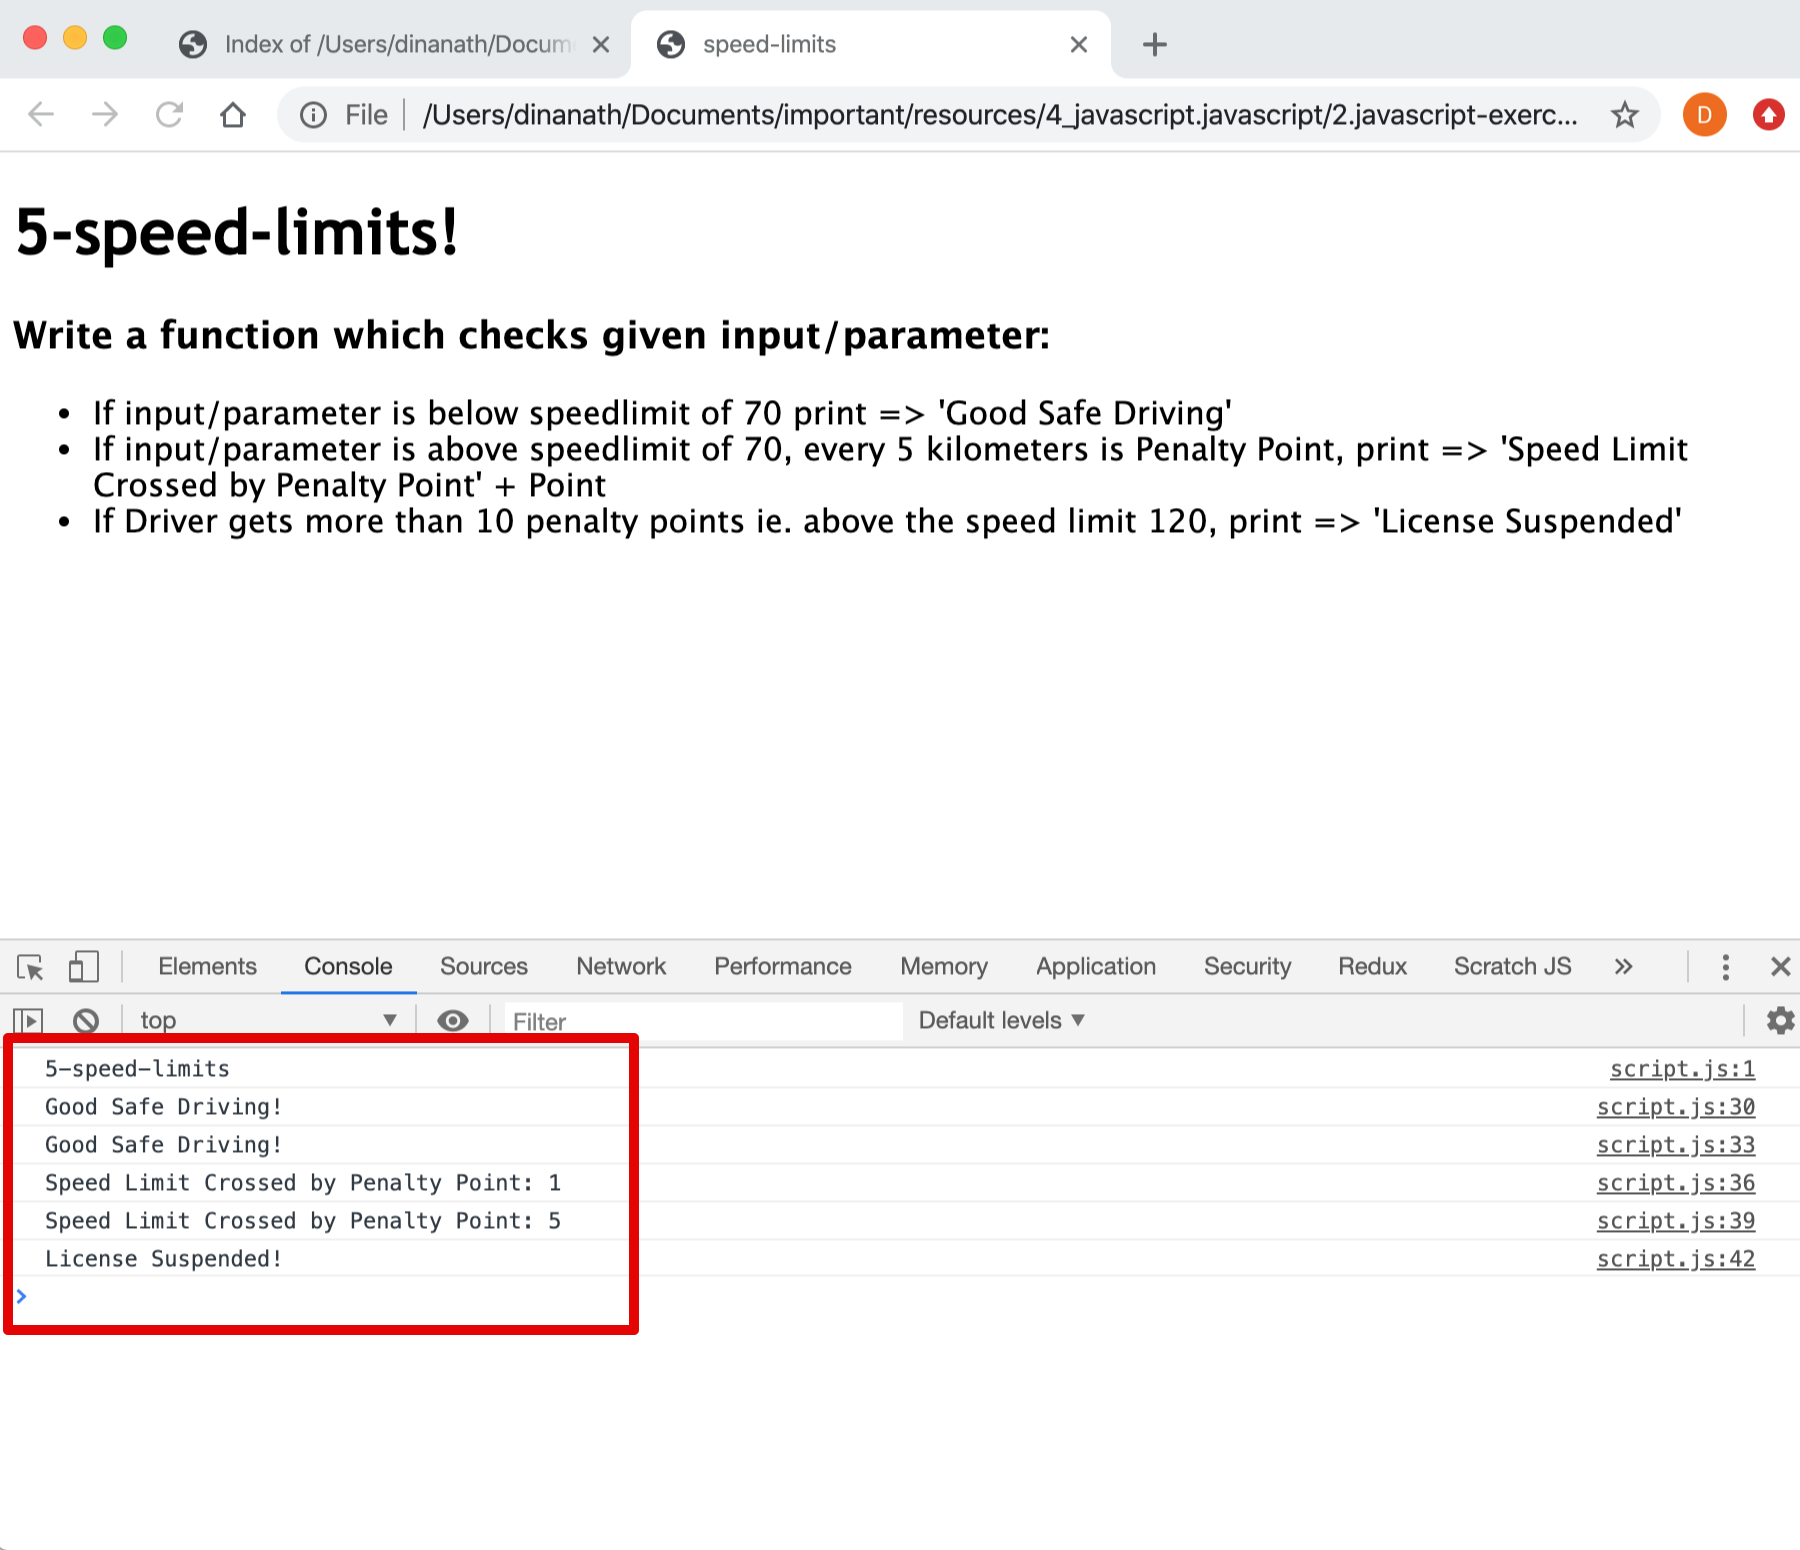 Index of /Users/dinanath/Docum
speed-limits
File /Users/dinanath/Documents/important/resources/4_javascript.javascript/2.javascript-exerc...
D
5-speed-limits!
Write a function which checks given input/parameter:
• If input/parameter is below speedlimit of 70 print => 'Good Safe Driving'
• If input/parameter is above speedlimit of 70, every 5 kilometers is Penalty Point, print => 'Speed Limit
Crossed by Penalty Point' + Point
• If Driver gets more than 10 penalty points ie. above the speed limit 120, print => 'License Suspended'
Elements Console Sources Network Performance Memory Application Security Redux Scratch JS
top Filter Default levels
5-speed-limits script.js:1
Good Safe Driving! script.js:30
Good Safe Driving! script.js:33
Speed Limit Crossed by Penalty Point: 1 script.js:36
Speed Limit Crossed by Penalty Point: 5 script.js:39
License Suspended! script.js:42